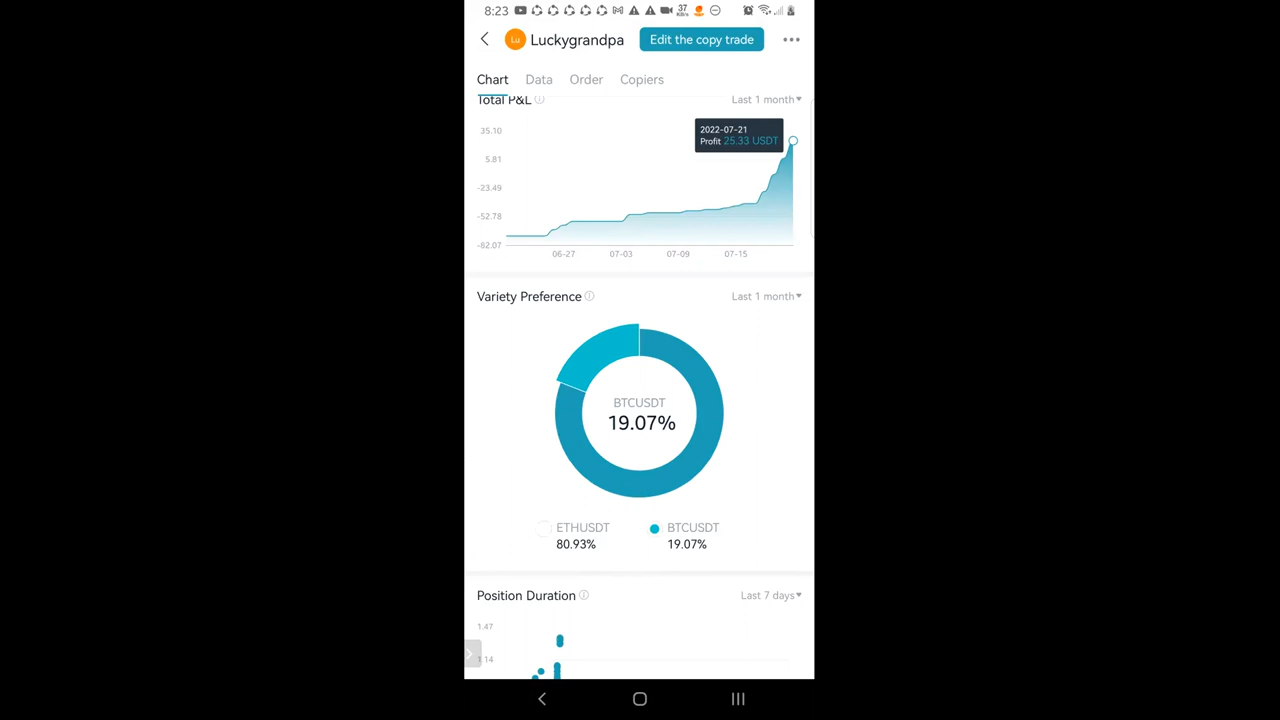 8:23 37 KB/s
Lu Luckygrandpa Edit the copy trade
Chart Data Order Copiers
Total P&L Last 1 month
2022-07-21
Profit 25.33 USDT
35.10
5.81
-23.49
-52.78
-82.07
06-27 07-03 07-09 07-15
Variety Preference Last 1 month
BTCUSDT
19.07%
ETHUSDT BTCUSDT
80.93% 19.07%
Position Duration Last 7 days
1.47
1.14